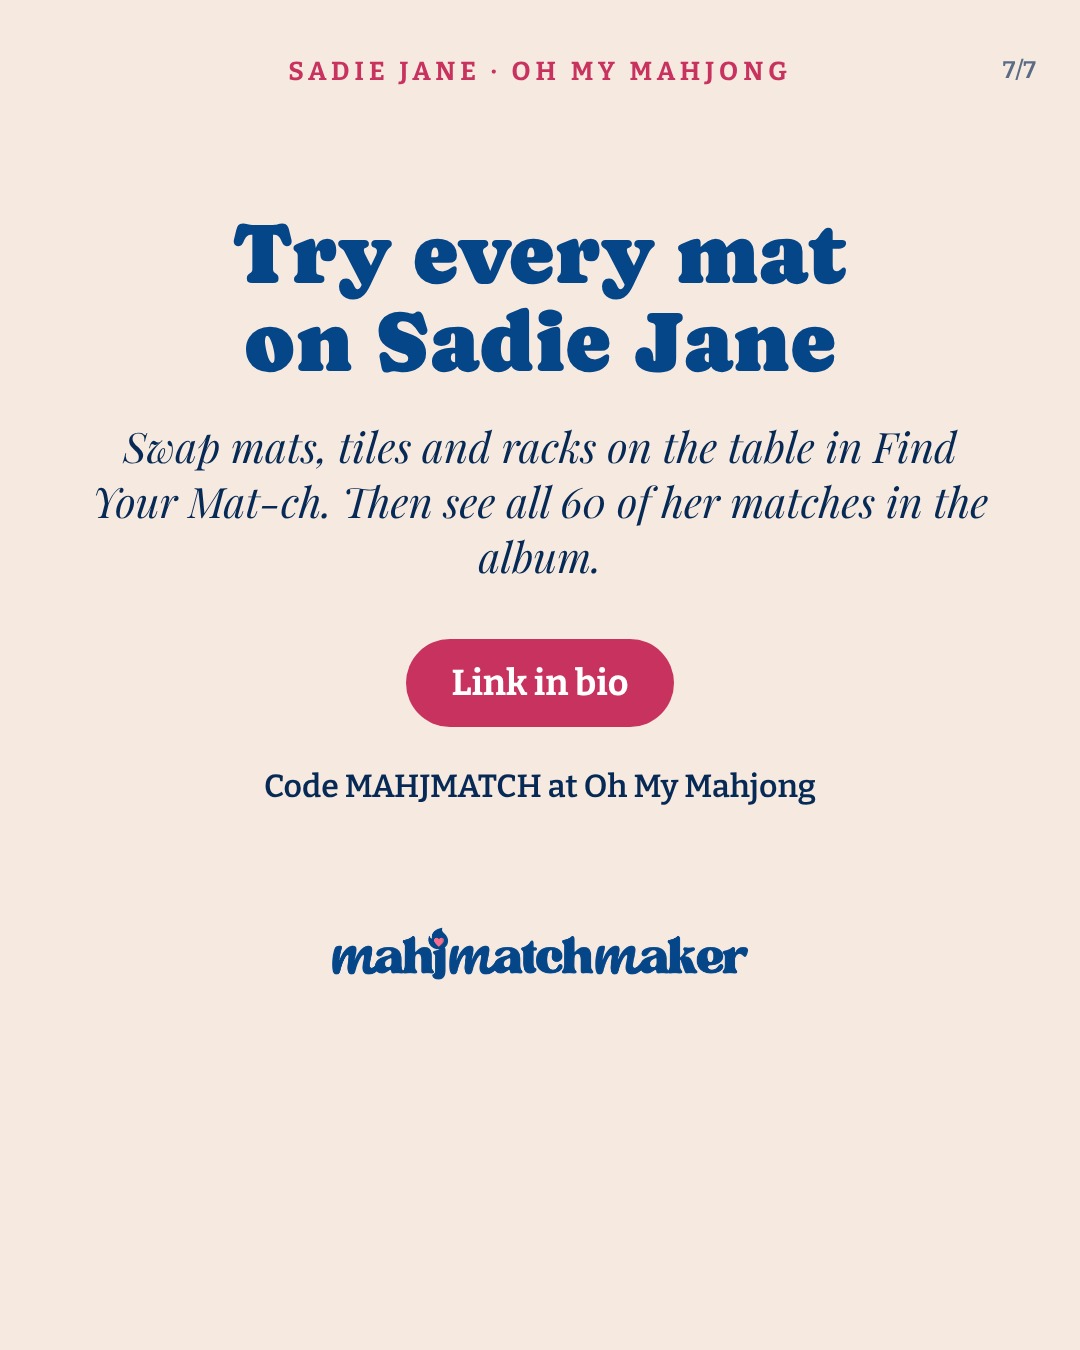 SADIE JANE · OH MY MAHJONG
7/7
Try every mat
on Sadie Jane
Swap mats, tiles and racks on the table in Find
Your Mat-ch. Then see all 60 of her matches in the
album.
Link in bio
Code MAHJMATCH at Oh My Mahjong
mahjmatchmaker